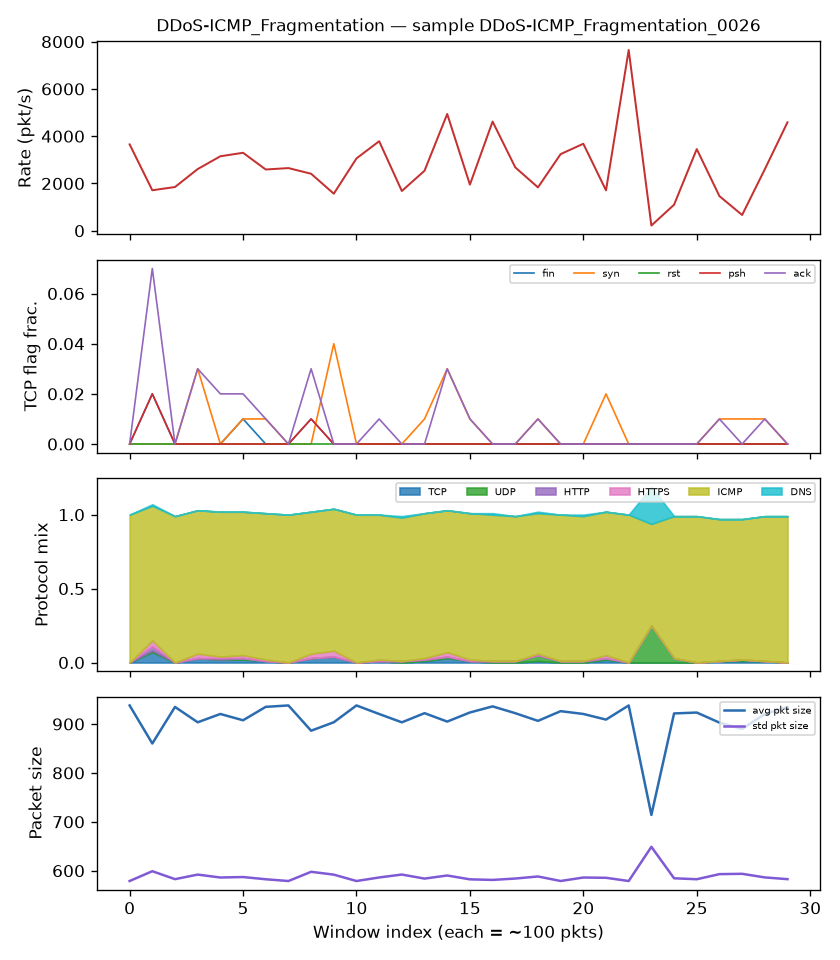 DDoS-ICMP_Fragmentation — sample DDoS-ICMP_Fragmentation_0026
8000
6000
4000
2000
0
Rate (pkt/s)
fin syn rst psh ack
0.06
0.04
0.02
0.00
TCP flag frac.
TCP UDP HTTP HTTPS ICMP DNS
1.0
0.5
0.0
Protocol mix
avg pkt size
std pkt size
900
800
700
600
Packet size
0 5 10 15 20 25 30
Window index (each = ~100 pkts)